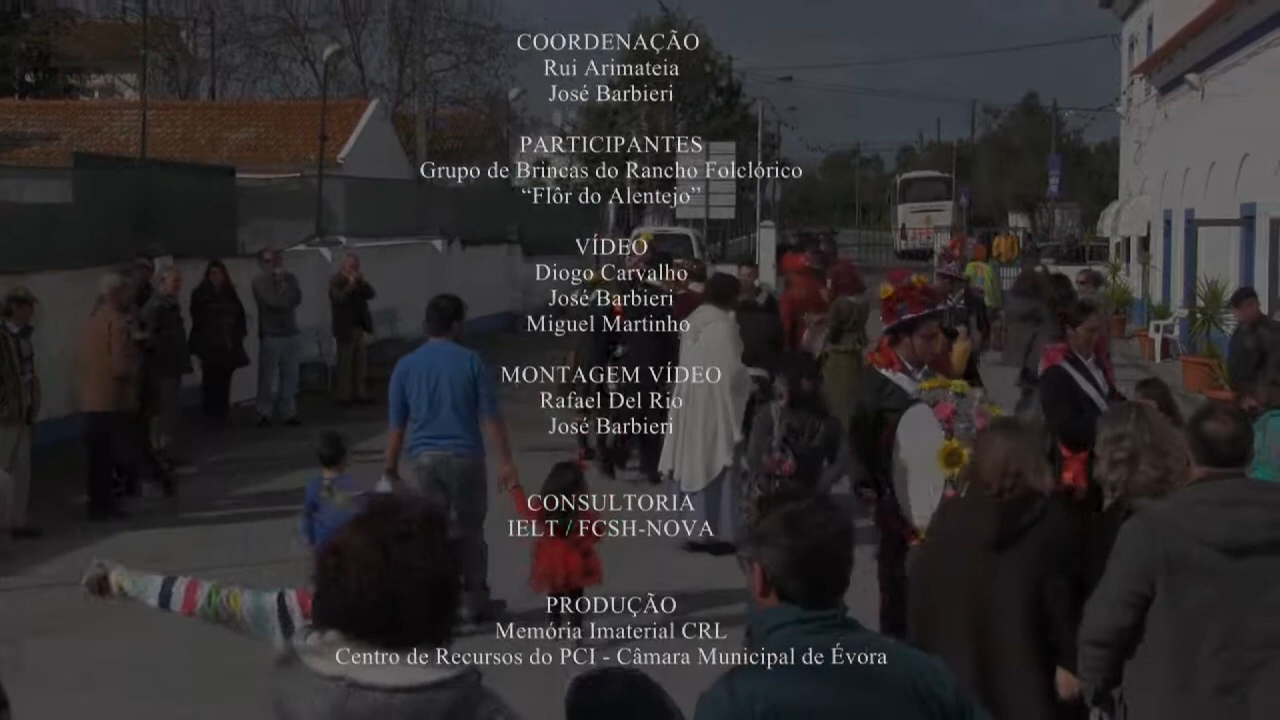 COORDENAÇÃO
Rui Arimateia
José Barbieri
PARTICIPANTES
Grupo de Brincas do Rancho Folclórico
“Flôr do Alentejo”
VÍDEO
Diogo Carvalho
José Barbieri
Miguel Martinho
MONTAGEM VÍDEO
Rafael Del Rio
José Barbieri
CONSULTORIA
IELT / FCSH-NOVA
PRODUÇÃO
Memória Imaterial CRL
Centro de Recursos do PCI - Câmara Municipal de Évora